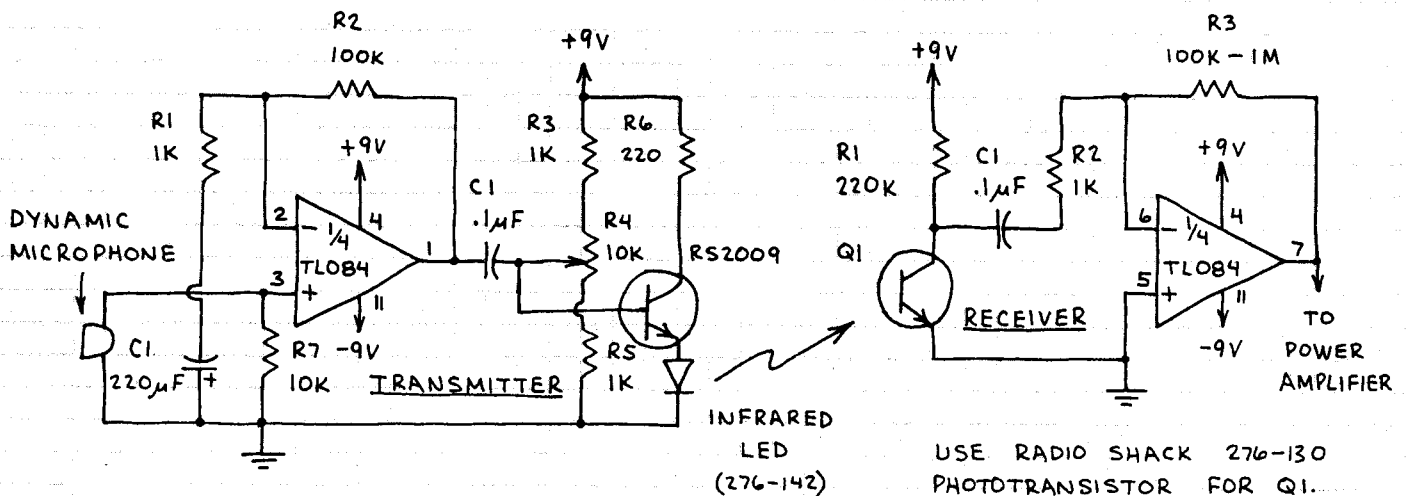 R2
100K
R1
1K
+9V
2
−
1/4
4
TL084
1
3
+
11
-9V
DYNAMIC
MICROPHONE
C1
220µF
+
R7
10K
TRANSMITTER
C1
.1µF
+9V
R3
1K
R6
220
R4
10K
RS2009
R5
1K
INFRARED
LED
(276-142)
+9V
R1
220K
C1
.1µF
R2
1K
R3
100K - 1M
+9V
6
−
1/4
4
TL084
7
5
+
11
-9V
Q1
RECEIVER
TO
POWER
AMPLIFIER
USE RADIO SHACK 276-130
PHOTOTRANSISTOR FOR Q1.